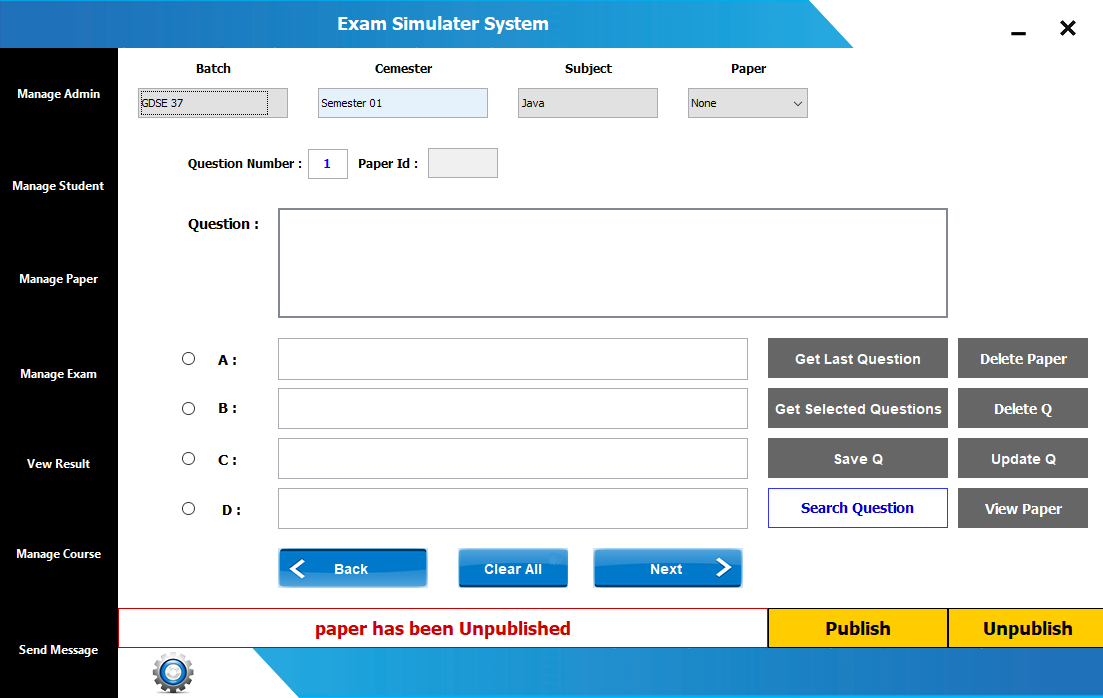 Exam Simulater System
Batch Cemester Subject Paper
GDSE 37 Semester 01 Java None
Manage Admin
Question Number : 1 Paper Id :
Manage Student
Question :
Manage Paper
A : Get Last Question Delete Paper
Manage Exam
B : Get Selected Questions Delete Q
C : Save Q Update Q
Vew Result
D : Search Question View Paper
Manage Course
Back Clear All Next
paper has been Unpublished Publish Unpublish
Send Message